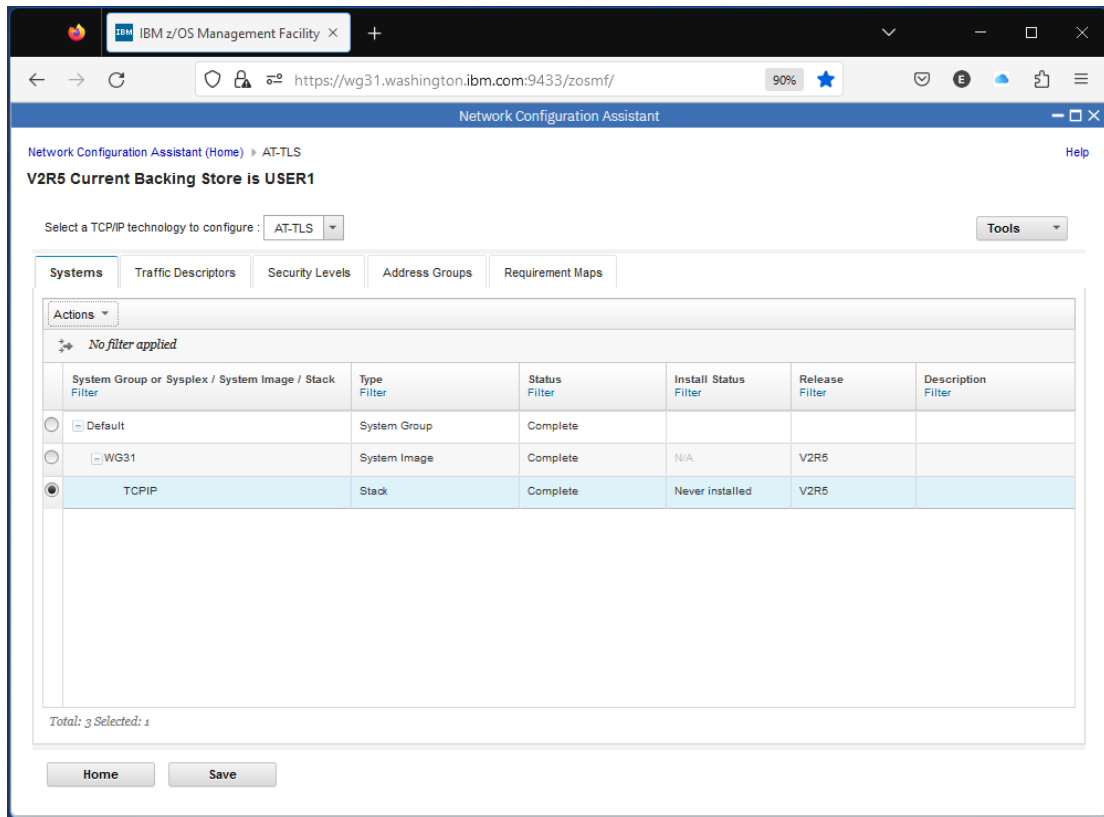 IBM IBM z/OS Management Facility
https://wg31.washington.ibm.com:9433/zosmf/ 90% E
Network Configuration Assistant
Network Configuration Assistant (Home) AT-TLS Help
V2R5 Current Backing Store is USER1
Select a TCP/IP technology to configure : AT-TLS Tools
Systems Traffic Descriptors Security Levels Address Groups Requirement Maps
Actions
No filter applied
System Group or Sysplex / System Image / Stack Type Status Install Status Release Description
Filter Filter Filter Filter Filter Filter
Default System Group Complete
WG31 System Image Complete N/A V2R5
TCPIP Stack Complete Never installed V2R5
Total: 3 Selected: 1
Home Save